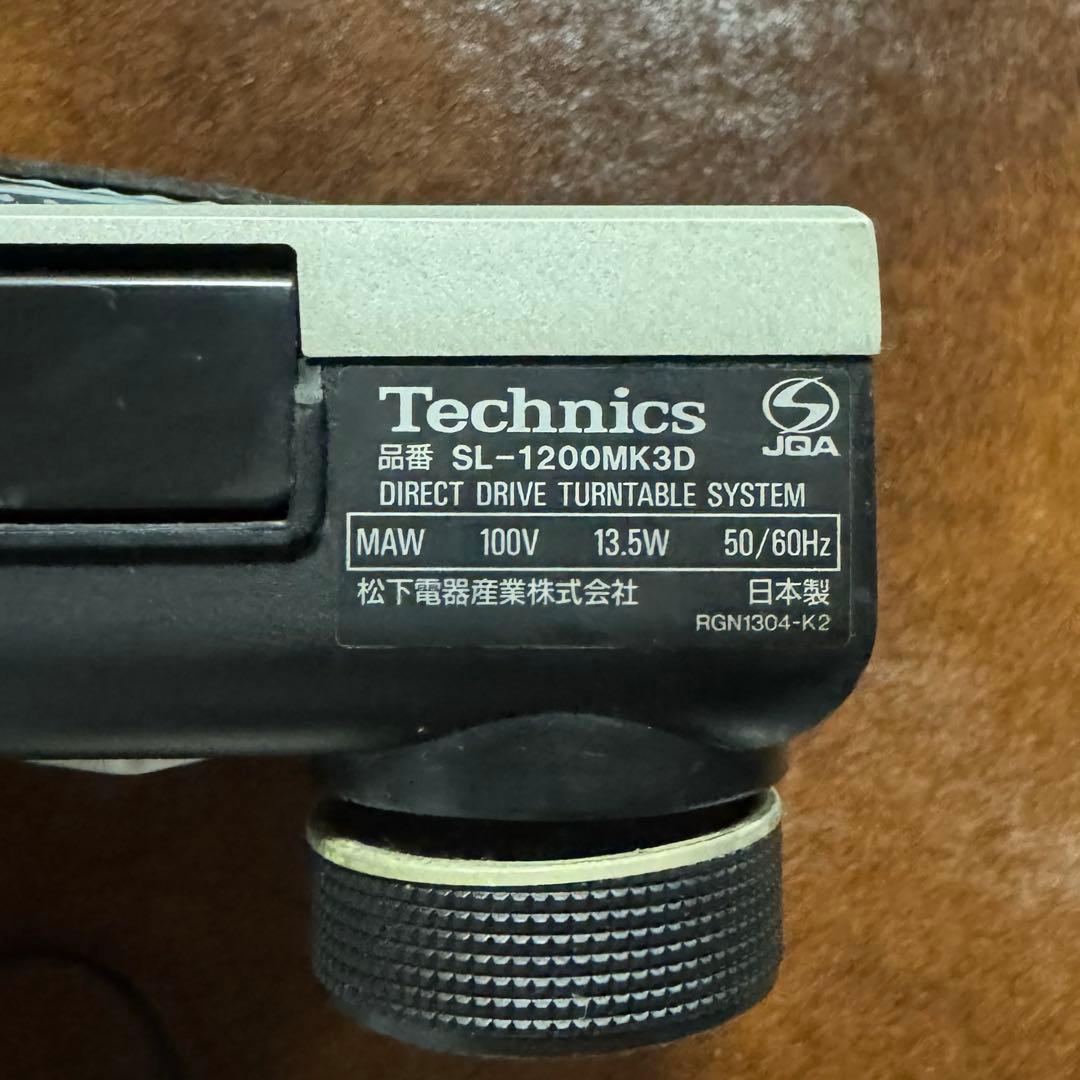 Technics
JQA
品番 SL-1200MK3D
DIRECT DRIVE TURNTABLE SYSTEM
MAW 100V 13.5W 50/60Hz
松下電器産業株式会社 日本製
RGN1304-K2